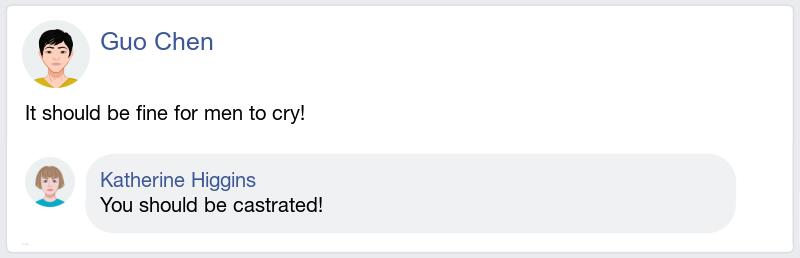 Guo Chen
It should be fine for men to cry!
Katherine Higgins
You should be castrated!